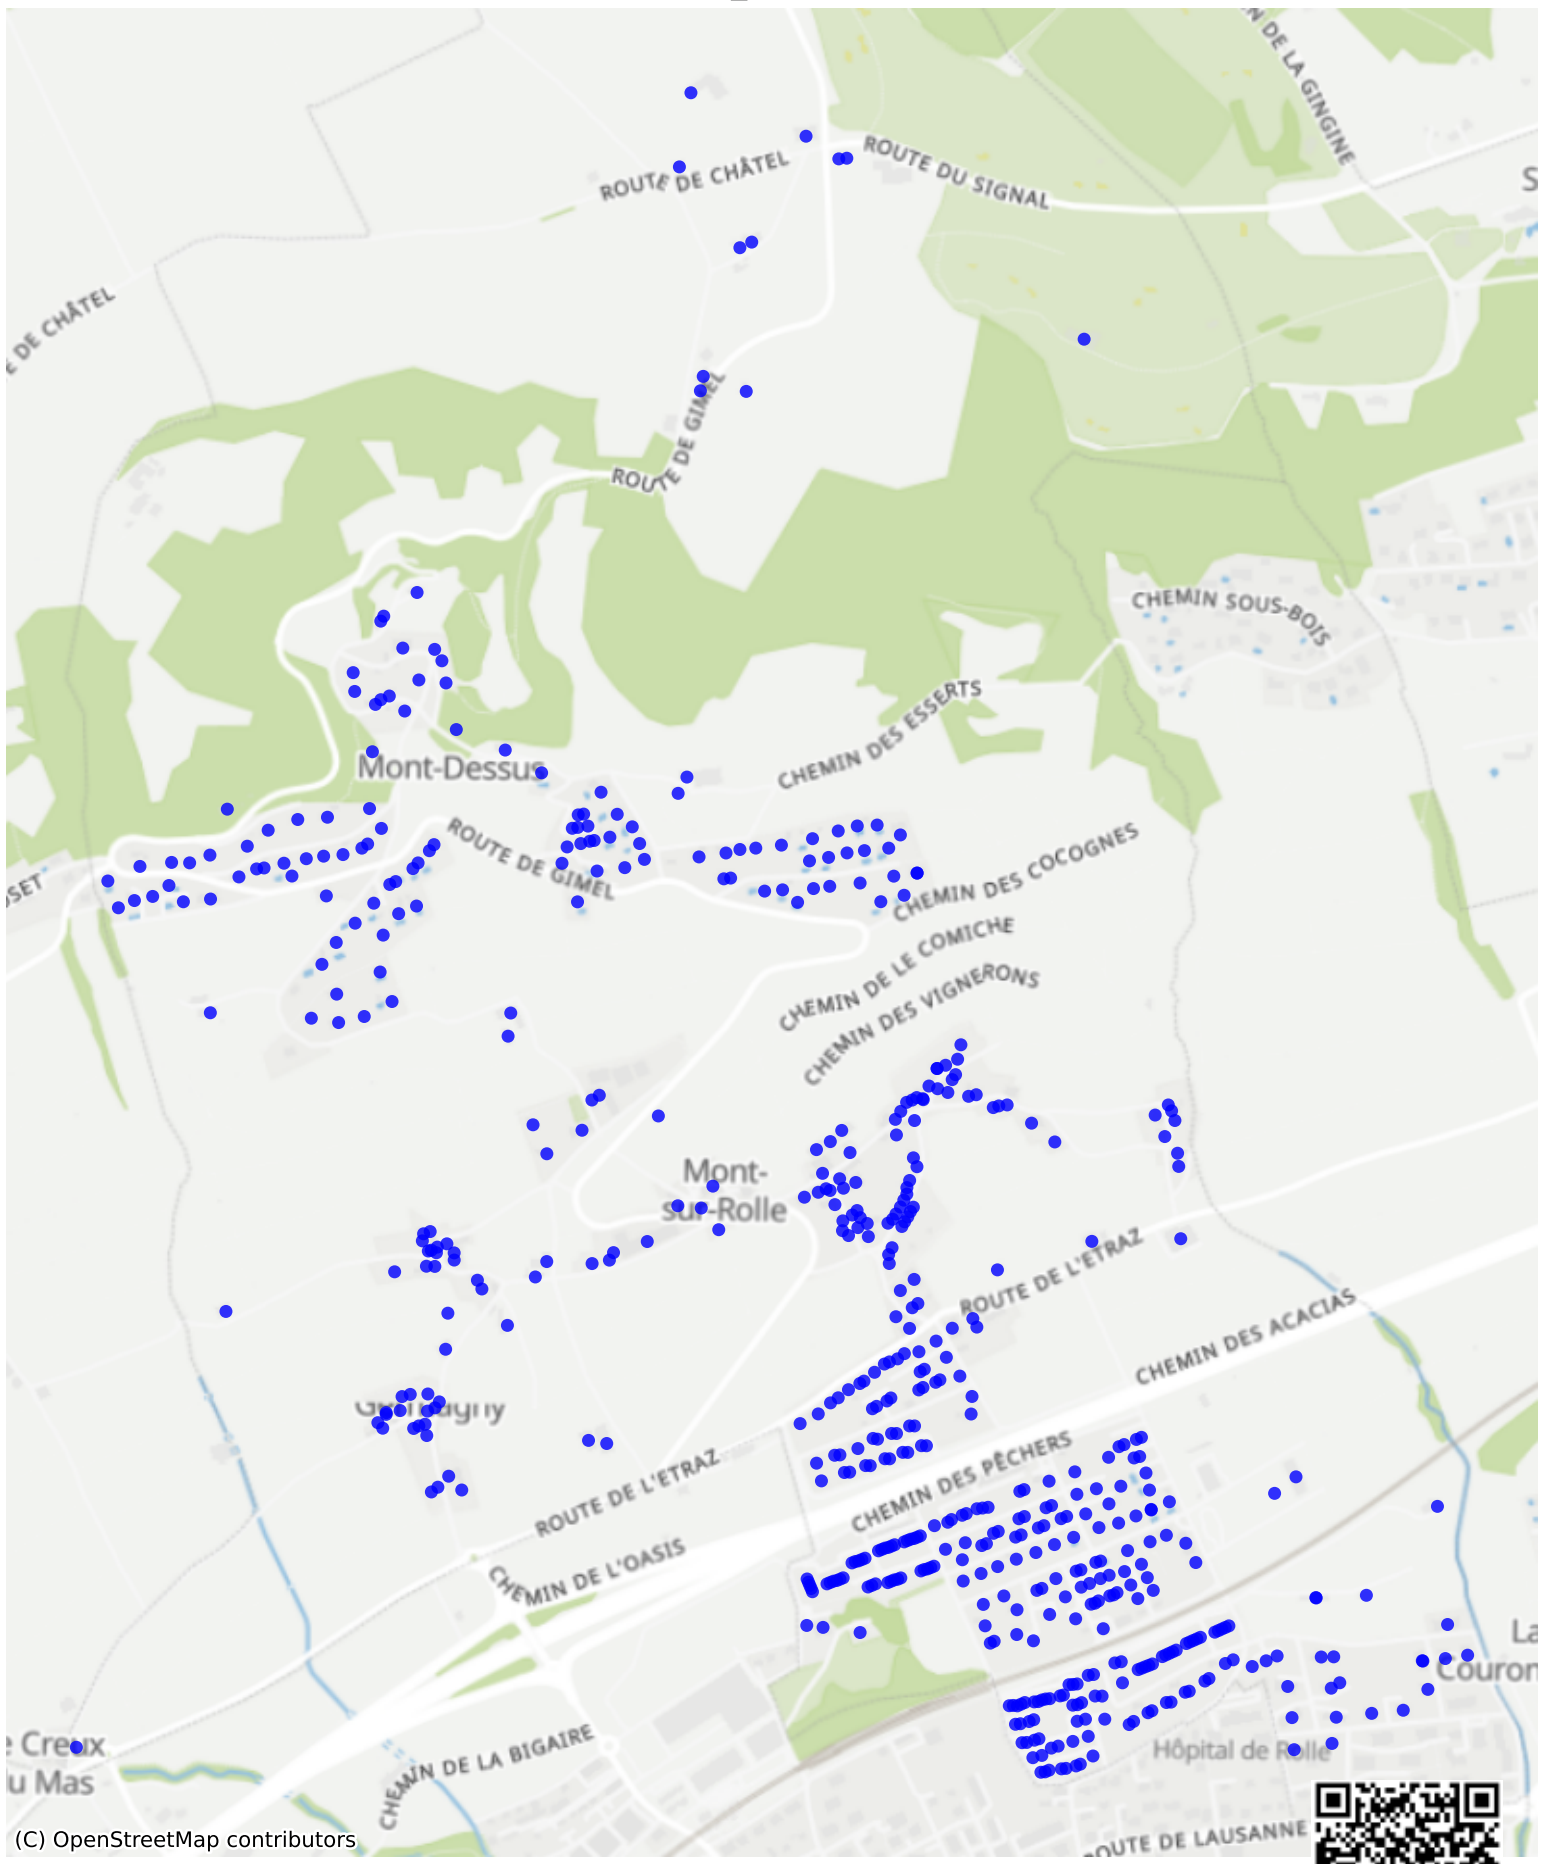 ROUTE DE CHÂTEL
ROUTE DU SIGNAL
DE LA GINGINE
DE CHÂTEL
ROUTE DE GIMEL
CHEMIN SOUS-BOIS
CHEMIN DES ESSERTS
Mont-Dessus
ROUTE DE GIMEL
CHEMIN DES COCOGNES
CHEMIN DE LE COMICHE
CHEMIN DES VIGNERONS
Mont-
sur-Rolle
ROUTE DE L'ETRAZ
CHEMIN DES ACACIAS
CHEMIN DES PÊCHERS
ROUTE DE L'ETRAZ
CHEMIN DE L'OASIS
Creux
u Mas
CHEMIN DE LA BIGAIRE
Hôpital de Rolle
La
Couron
OUTE DE LAUSANNE
(C) OpenStreetMap contributors